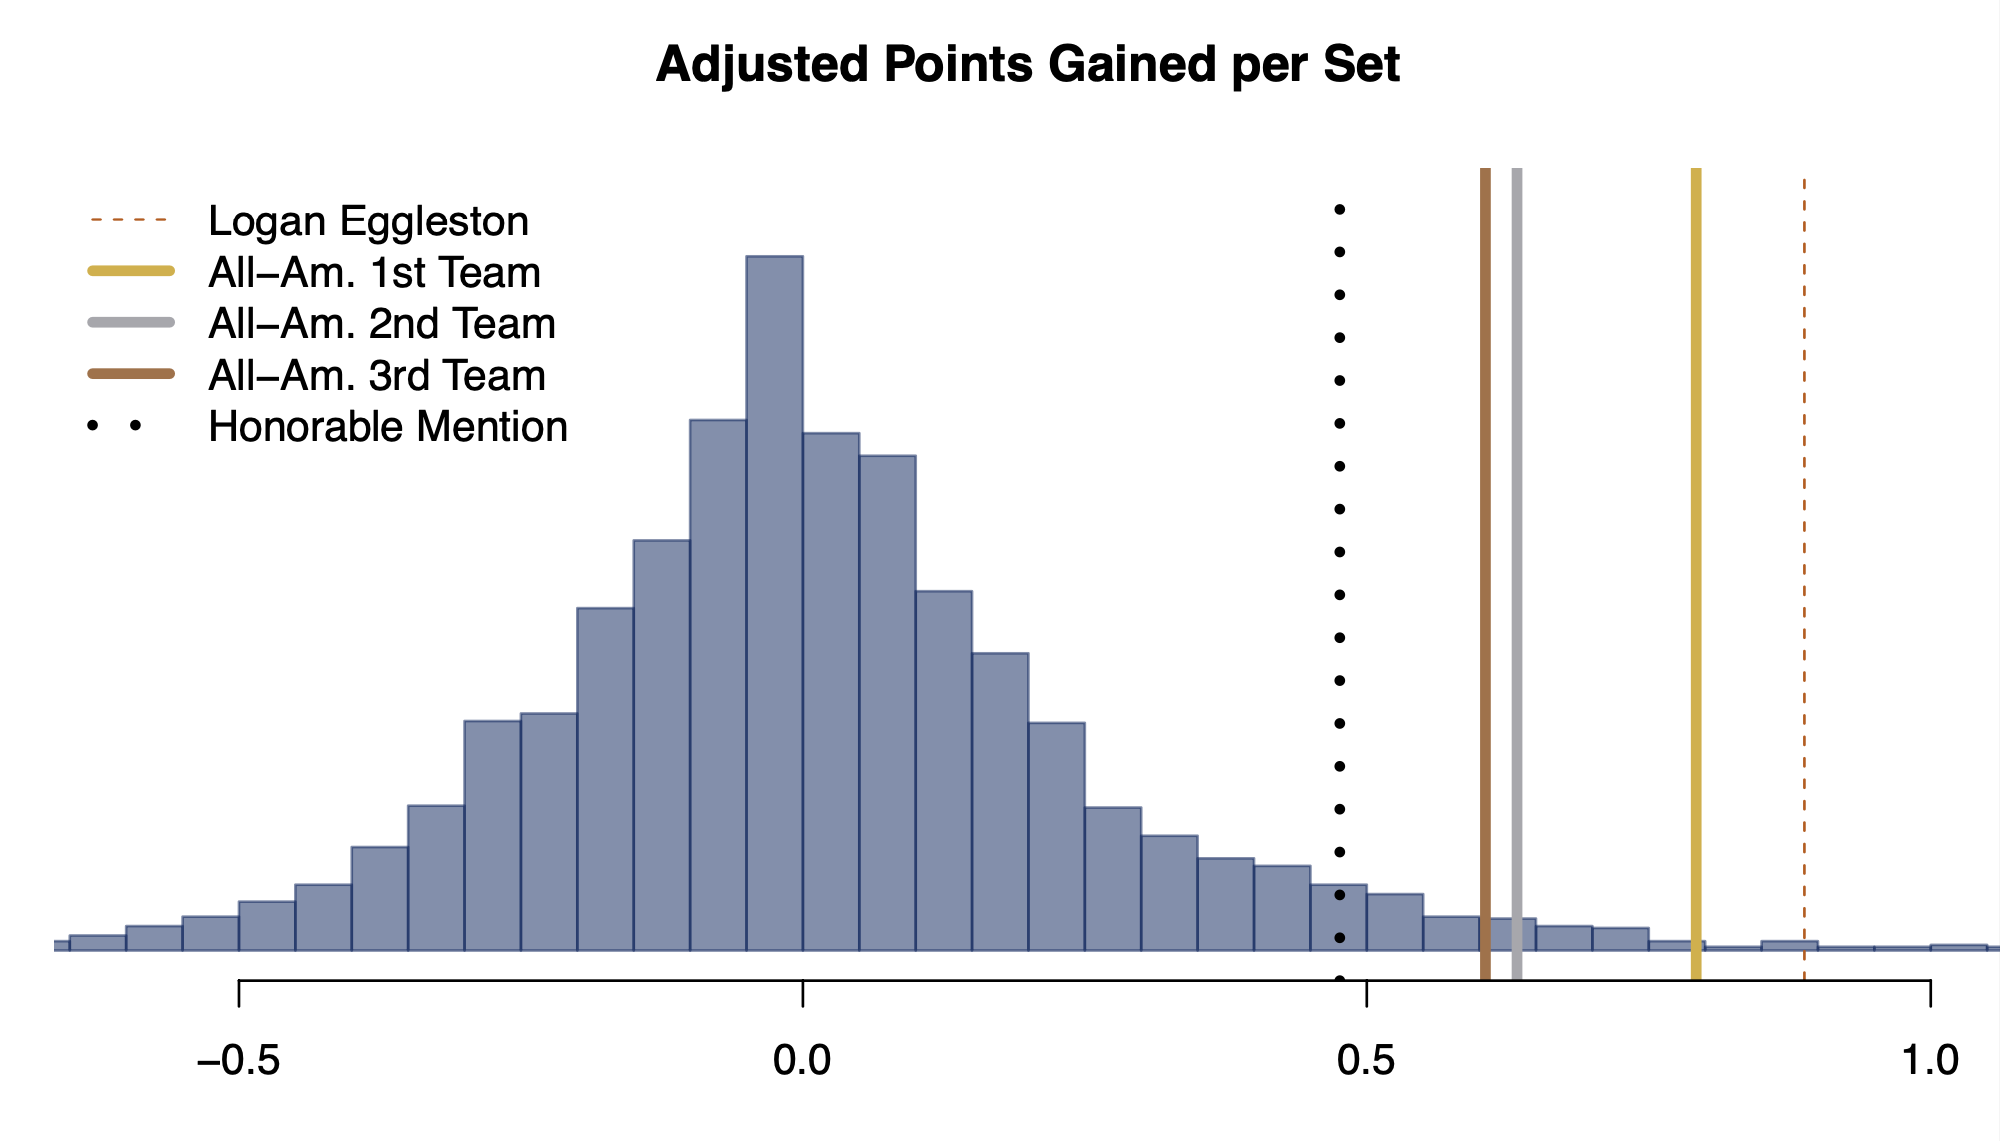 Adjusted Points Gained per Set
Logan Eggleston
All–Am. 1st Team
All–Am. 2nd Team
All–Am. 3rd Team
Honorable Mention
–0.5
0.0
0.5
1.0